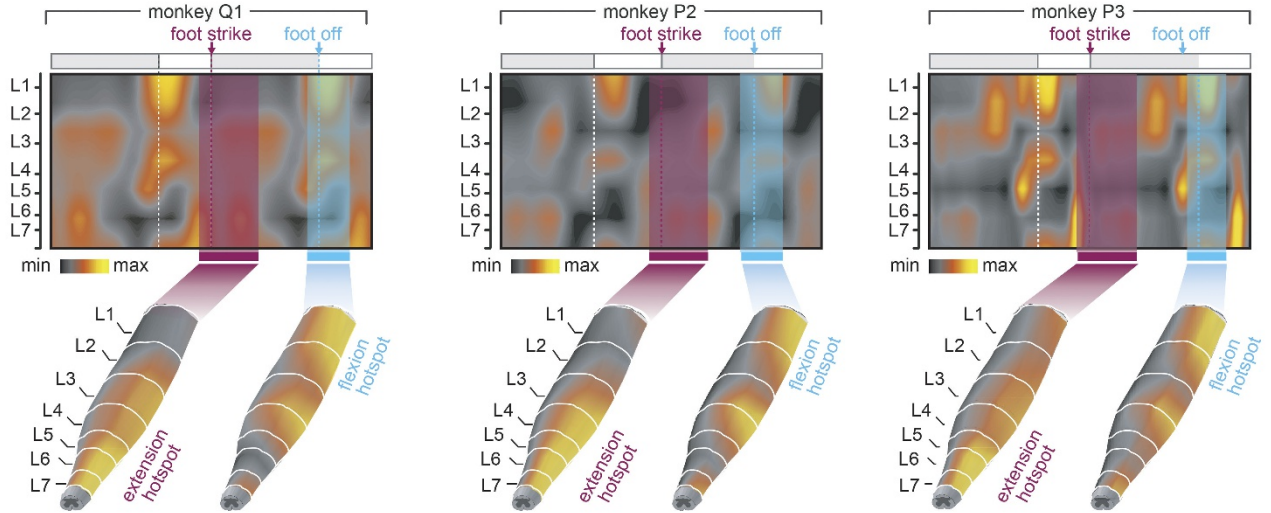 monkey Q1
foot strike
foot off
L1
L2
L3
L4
L5
L6
L7
min
max
L1
L2
L3
L4
L5
L6
L7
extension
hotspot
flexion
hotspot
monkey P2
foot strike
foot off
L1
L2
L3
L4
L5
L6
L7
min
max
L1
L2
L3
L4
L5
L6
L7
extension
hotspot
flexion
hotspot
monkey P3
foot strike
foot off
L1
L2
L3
L4
L5
L6
L7
min
max
L1
L2
L3
L4
L5
L6
L7
extension
hotspot
flexion
hotspot